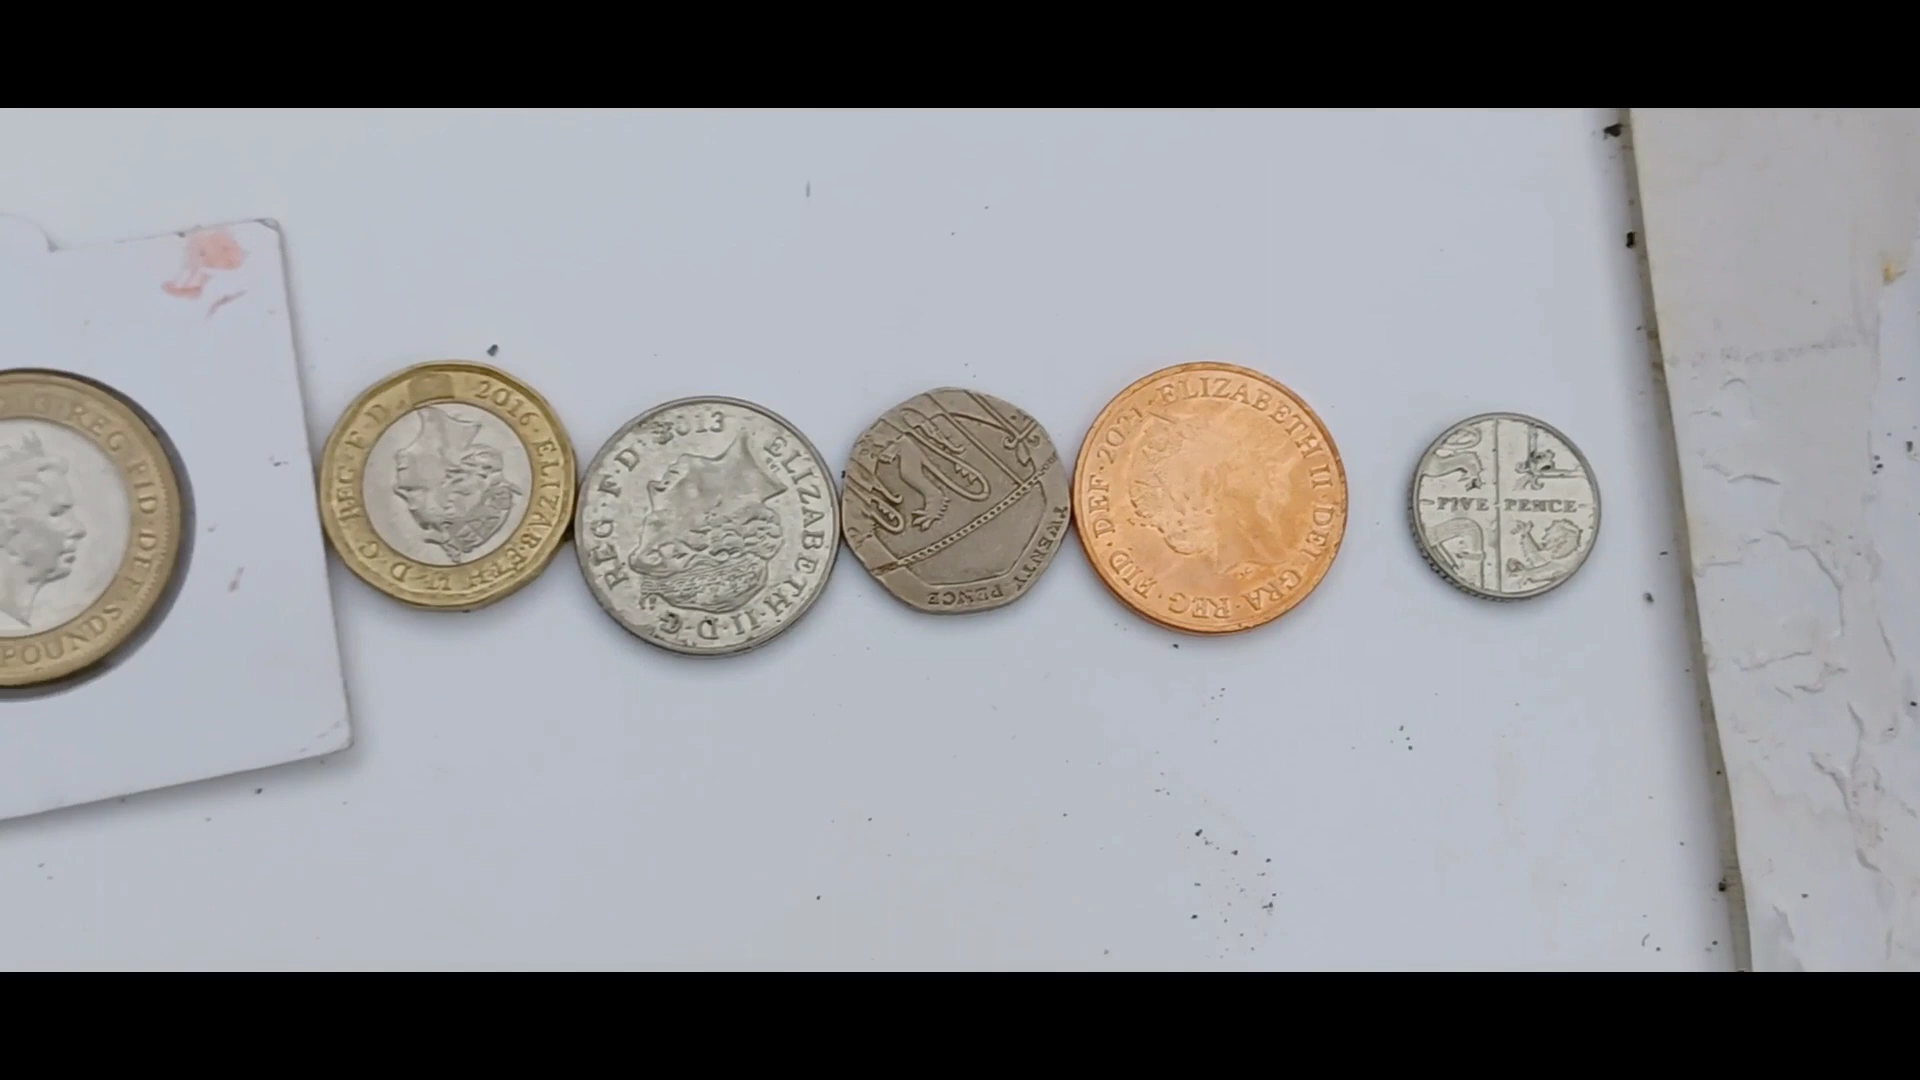 REG·FID·DEF
POUNDS
2016·ELIZABETH II·D·G·REG·F·D·
ELIZABETH·II·D·G
REG·F·D·2013
TWENTY PENCE
ELIZABETH II·DEI·GRA·REG·FID·DEF·2021
FIVE PENCE